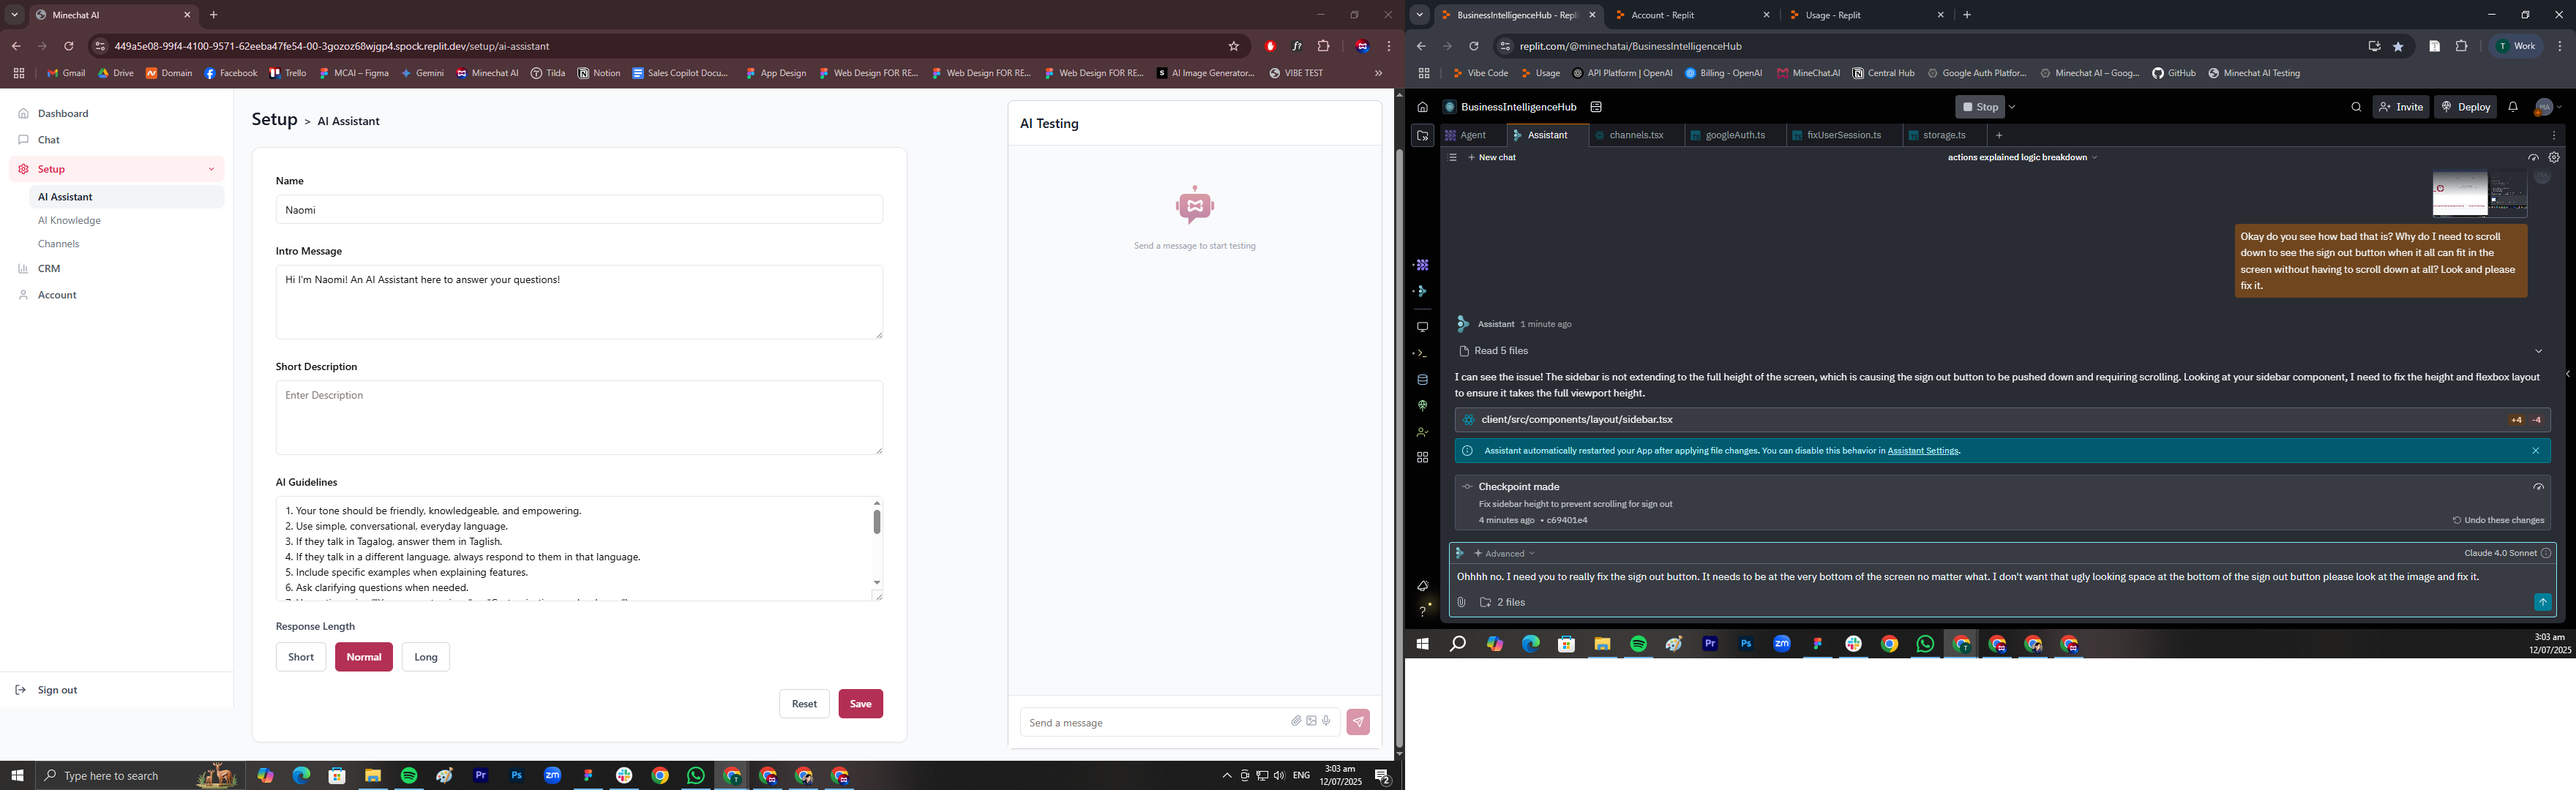 Minechat AI
449a5e08-99f4-4100-9571-62eeba47fe54-00-3gozoz68wjgp4.spock.replit.dev/setup/ai-assistant
Gmail Drive Domain Facebook Trello MCAI – Figma Gemini Minechat AI Tilda Notion Sales Copilot Docu... App Design Web Design FOR RE... Web Design FOR RE... Web Design FOR RE... AI Image Generator... VIBE TEST
Dashboard
Chat
Setup
AI Assistant
AI Knowledge
Channels
CRM
Account
Sign out
Setup > AI Assistant
Name
Naomi
Intro Message
Hi I'm Naomi! An AI Assistant here to answer your questions!
Short Description
Enter Description
AI Guidelines
1. Your tone should be friendly, knowledgeable, and empowering.
2. Use simple, conversational, everyday language.
3. If they talk in Tagalog, answer them in Taglish.
4. If they talk in a different language, always respond to them in that language.
5. Include specific examples when explaining features.
6. Ask clarifying questions when needed.
Response Length
Short Normal Long
Reset Save
AI Testing
Send a message to start testing
Send a message
Type here to search
Pr Ps zm
ENG
3:03 am
12/07/2025
2
BusinessIntelligenceHub - Repli
Account - Replit
Usage - Replit
replit.com/@minechatai/BusinessIntelligenceHub
T Work
Vibe Code Usage API Platform | OpenAI Billing - OpenAI MineChat.AI Central Hub Google Auth Platfor... Minechat AI – Goog... GitHub Minechat AI Testing
BusinessIntelligenceHub
Stop
Invite Deploy MA
Agent Assistant channels.tsx googleAuth.ts fixUserSession.ts storage.ts
New chat
actions explained logic breakdown
Okay do you see how bad that is? Why do I need to scroll
down to see the sign out button when it all can fit in the
screen without having to scroll down at all? Look and please
fix it.
Assistant 1 minute ago
Read 5 files
I can see the issue! The sidebar is not extending to the full height of the screen, which is causing the sign out button to be pushed down and requiring scrolling. Looking at your sidebar component, I need to fix the height and flexbox layout
to ensure it takes the full viewport height.
client/src/components/layout/sidebar.tsx
+4 -4
Assistant automatically restarted your App after applying file changes. You can disable this behavior in Assistant Settings.
Checkpoint made
Fix sidebar height to prevent scrolling for sign out
4 minutes ago • c69401e4
Undo these changes
Advanced
Claude 4.0 Sonnet
Ohhhh no. I need you to really fix the sign out button. It needs to be at the very bottom of the screen no matter what. I don't want that ugly looking space at the bottom of the sign out button please look at the image and fix it.
2 files
Pr Ps zm
3:03 am
12/07/2025